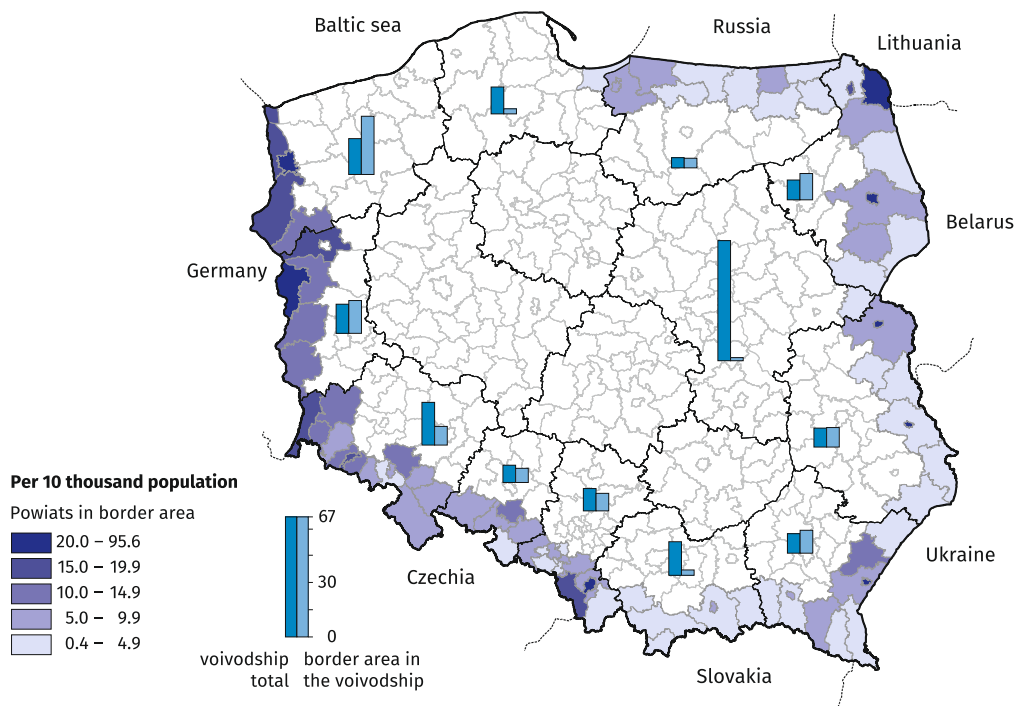 Baltic sea
Russia
Lithuania
Belarus
Germany
Ukraine
Czechia
Slovakia
Per 10 thousand population
Powiats in border area
20.0 – 95.6
15.0 – 19.9
10.0 – 14.9
5.0 – 9.9
0.4 – 4.9
67
30
0
voivodship total
border area in the voivodship